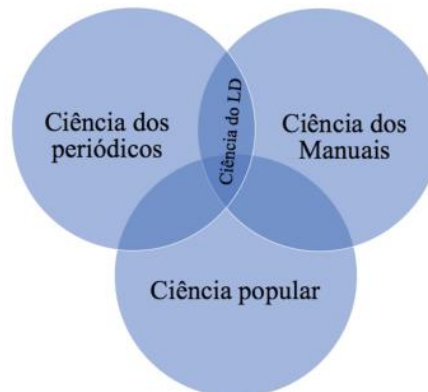 Ciência dos
periódicos
Ciência do LD
Ciência dos
Manuais
Ciência popular